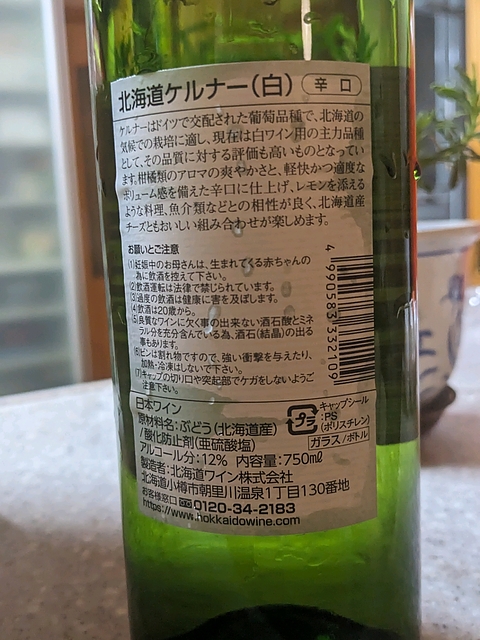 北海道ケルナー(白) 辛口
ケルナーはドイツで交配された葡萄品種で、北海道の
気候での栽培に適し、現在は白ワイン用の主力品種
として、その品質に対する評価も高いものとなってい
ます。柑橘類のアロマの爽やかさと、軽快かつ適度な
ボリューム感を備えた辛口に仕上げ、レモンを添える
ような料理、魚介類などとの相性が良く、北海道産
チーズともおいしい組み合わせが楽しめます。
お願いとご注意
(1)妊娠中のお母さんは、生まれてくる赤ちゃんの
為に飲酒を控えて下さい。
(2)飲酒運転は法律で禁じられています。
(3)過度の飲酒は健康に害を及ぼします。
(4)飲酒は20歳から。
(5)良質なワインに欠く事の出来ない酒石酸とミネ
ラル分を充分含んでいる為、酒石(結晶)の出る
事もあります。
(6)ビンは割れ物ですので、強い衝撃を与えたり、
加熱・冷凍はしないで下さい。
(7)キャップの切り口や突起部でケガをしないようご
注意下さい。
4 990583 332109
日本ワイン
原材料名:ぶどう(北海道産)
/酸化防止剤(亜硫酸塩)
アルコール分:12% 内容量:750㎖
製造者:北海道ワイン株式会社
北海道小樽市朝里川温泉1丁目130番地
お客様窓口 0120-34-2183
https://www.hokkaidowine.com
プラ
キャップシール
:PS
(ポリスチレン)
ガラス/ボトル